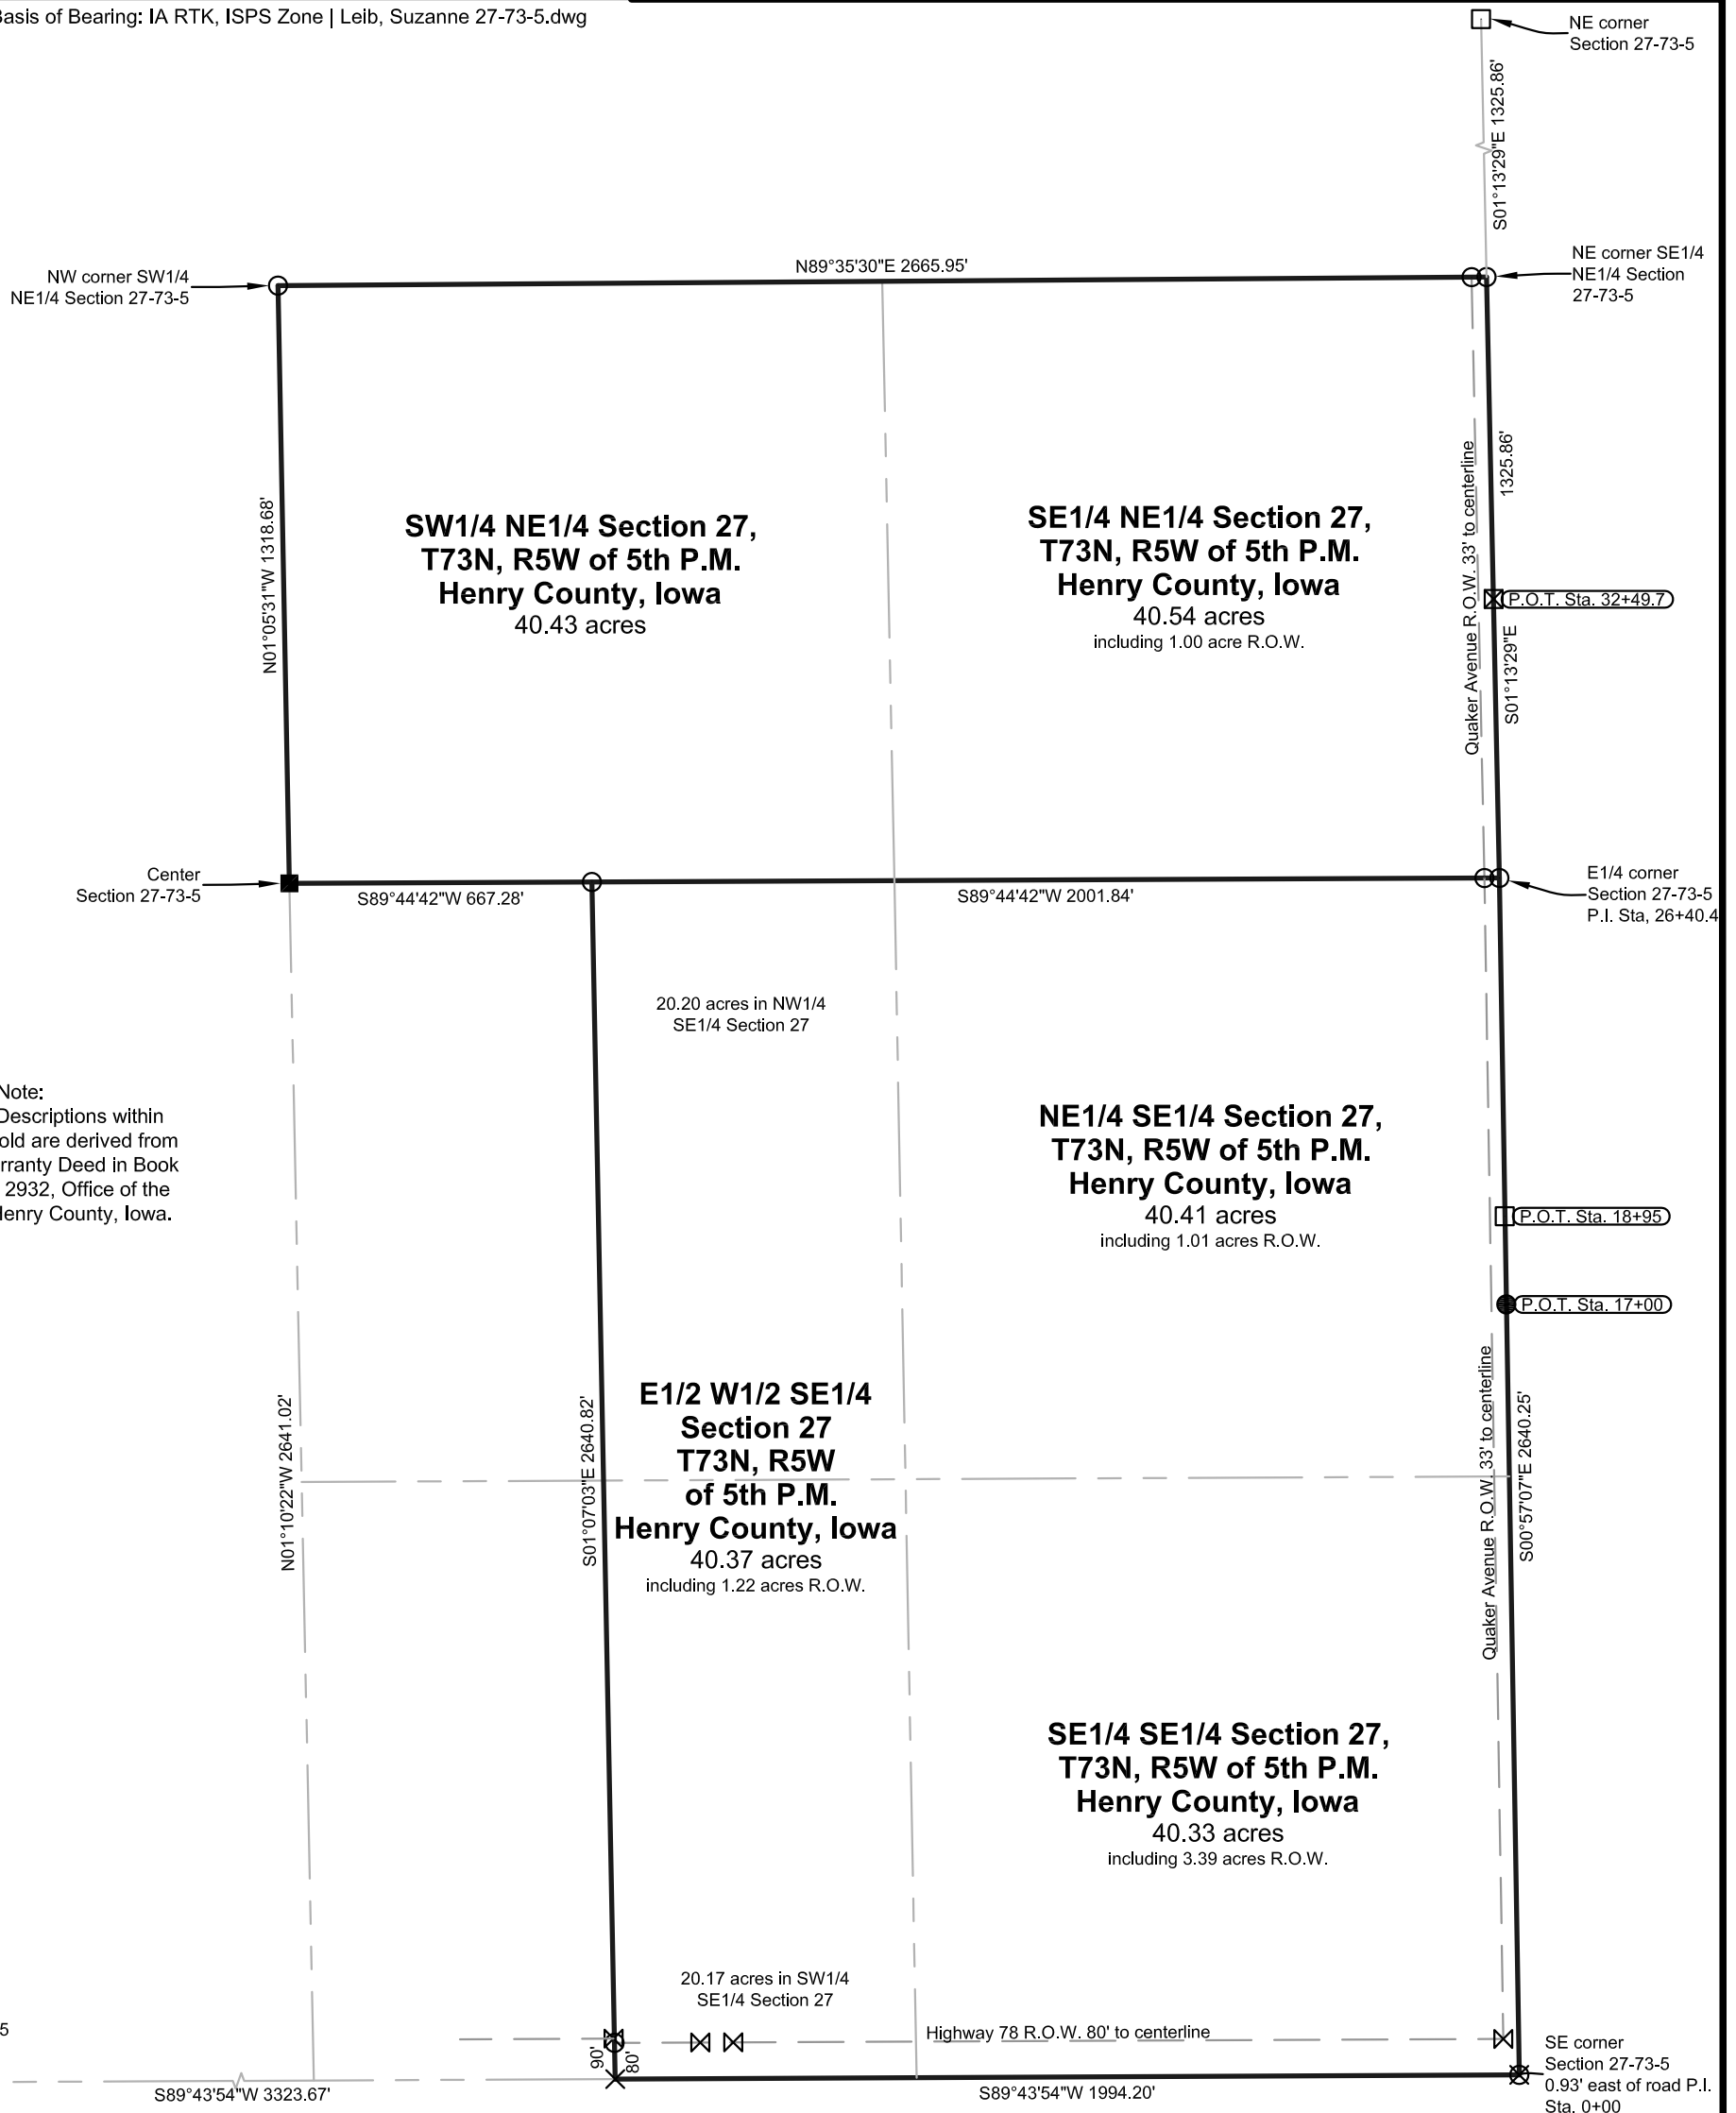 Basis of Bearing: IA RTK, ISPS Zone | Leib, Suzanne 27-73-5.dwg
NE corner
Section 27-73-5
S01°13'29"E 1325.86'
NW corner SW1/4
NE1/4 Section 27-73-5
N89°35'30"E 2665.95'
NE corner SE1/4
NE1/4 Section
27-73-5
N01°05'31"W 1318.68'
SW1/4 NE1/4 Section 27,
T73N, R5W of 5th P.M.
Henry County, Iowa
40.43 acres
SE1/4 NE1/4 Section 27,
T73N, R5W of 5th P.M.
Henry County, Iowa
40.54 acres
including 1.00 acre R.O.W.
Quaker Avenue R.O.W. 33' to centerline
1325.86'
P.O.T. Sta. 32+49.7
S01°13'29"E
Center
Section 27-73-5
S89°44'42"W 667.28'
S89°44'42"W 2001.84'
E1/4 corner
Section 27-73-5
P.I. Sta, 26+40.4
20.20 acres in NW1/4
SE1/4 Section 27
Note:
Descriptions within
old are derived from
rranty Deed in Book
2932, Office of the
Henry County, Iowa.
NE1/4 SE1/4 Section 27,
T73N, R5W of 5th P.M.
Henry County, Iowa
40.41 acres
including 1.01 acres R.O.W.
P.O.T. Sta. 18+95
P.O.T. Sta. 17+00
N01°10'22"W 2641.02'
S01°07'03"E 2640.82'
E1/2 W1/2 SE1/4
Section 27
T73N, R5W
of 5th P.M.
Henry County, Iowa
40.37 acres
including 1.22 acres R.O.W.
Quaker Avenue R.O.W. 33' to centerline
S00°57'07"E 2640.25'
SE1/4 SE1/4 Section 27,
T73N, R5W of 5th P.M.
Henry County, Iowa
40.33 acres
including 3.39 acres R.O.W.
20.17 acres in SW1/4
SE1/4 Section 27
5
Highway 78 R.O.W. 80' to centerline
90'
80'
S89°43'54"W 3323.67'
S89°43'54"W 1994.20'
SE corner
Section 27-73-5
0.93' east of road P.I.
Sta. 0+00